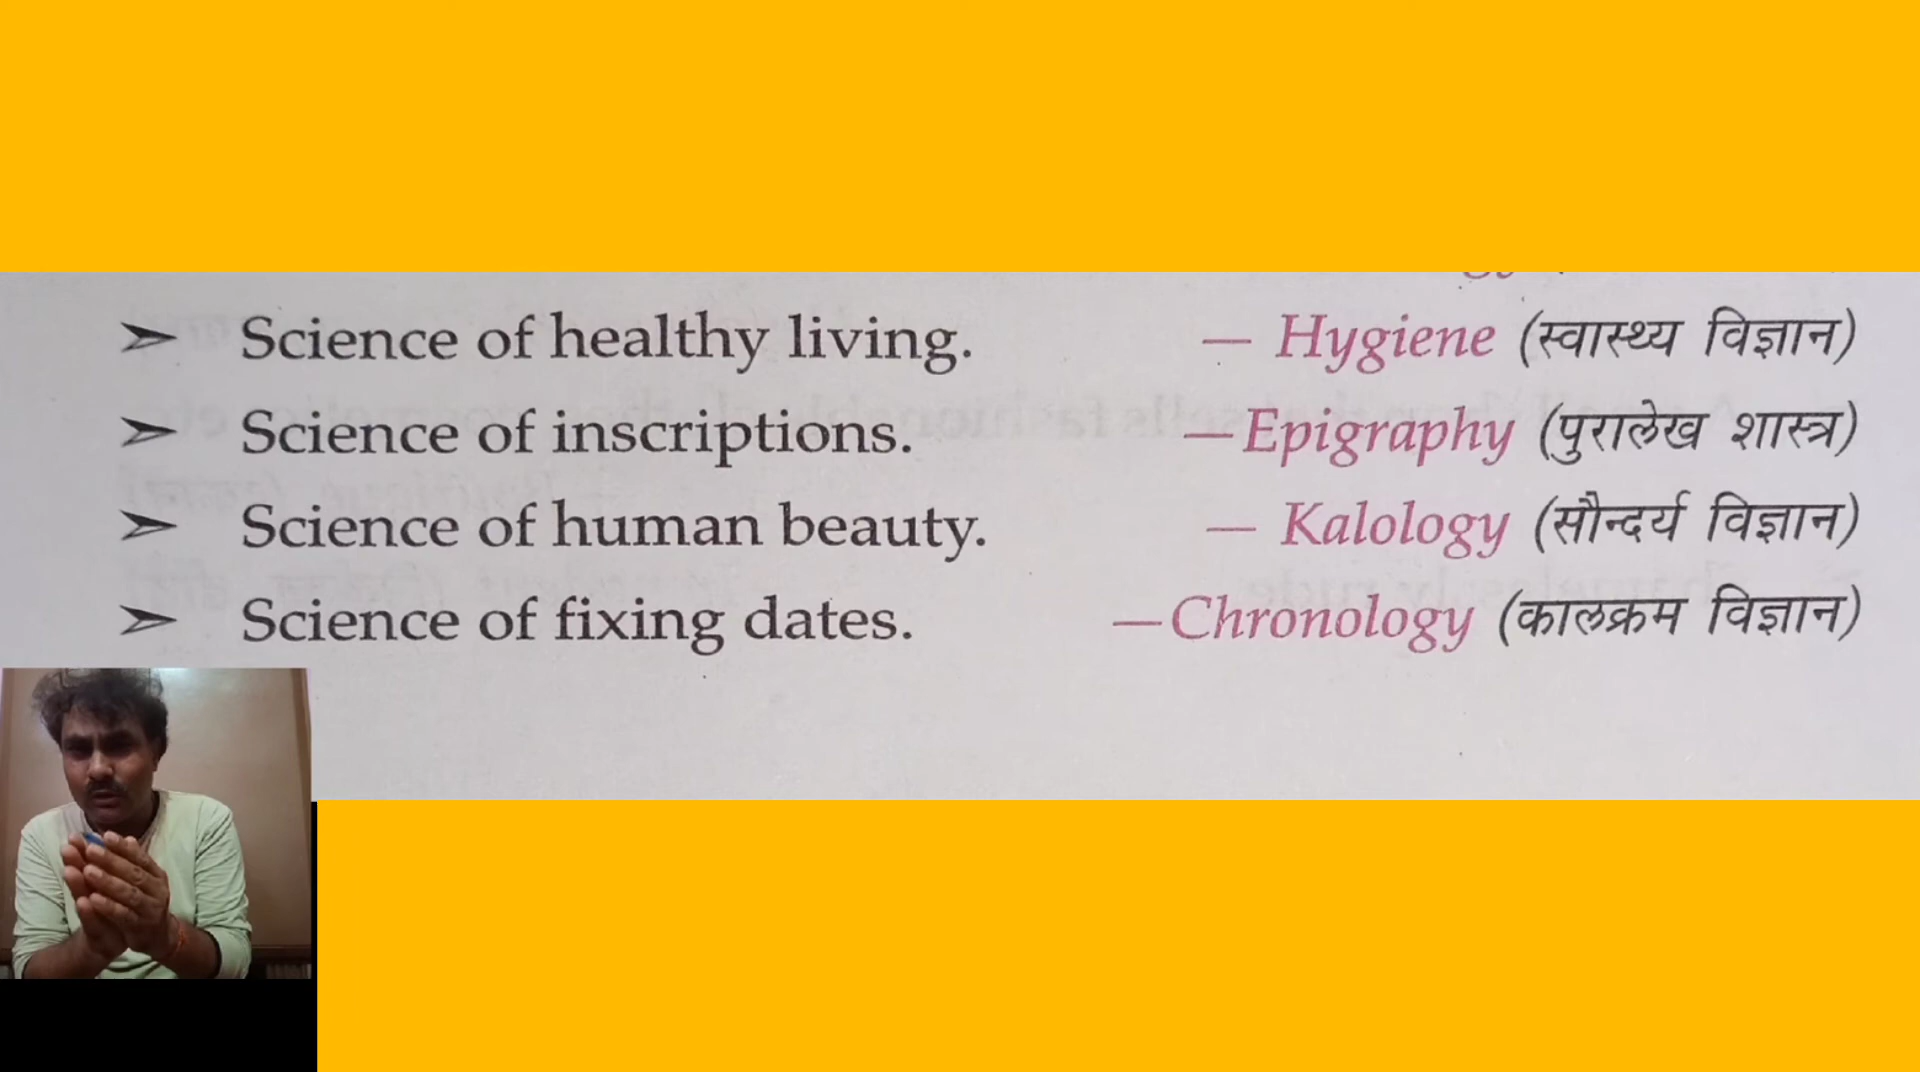 ➢ Science of healthy living. — Hygiene (स्वास्थ्य विज्ञान)
➢ Science of inscriptions. —Epigraphy (पुरालेख शास्त्र)
➢ Science of human beauty. — Kalology (सौन्दर्य विज्ञान)
➢ Science of fixing dates. —Chronology (कालक्रम विज्ञान)